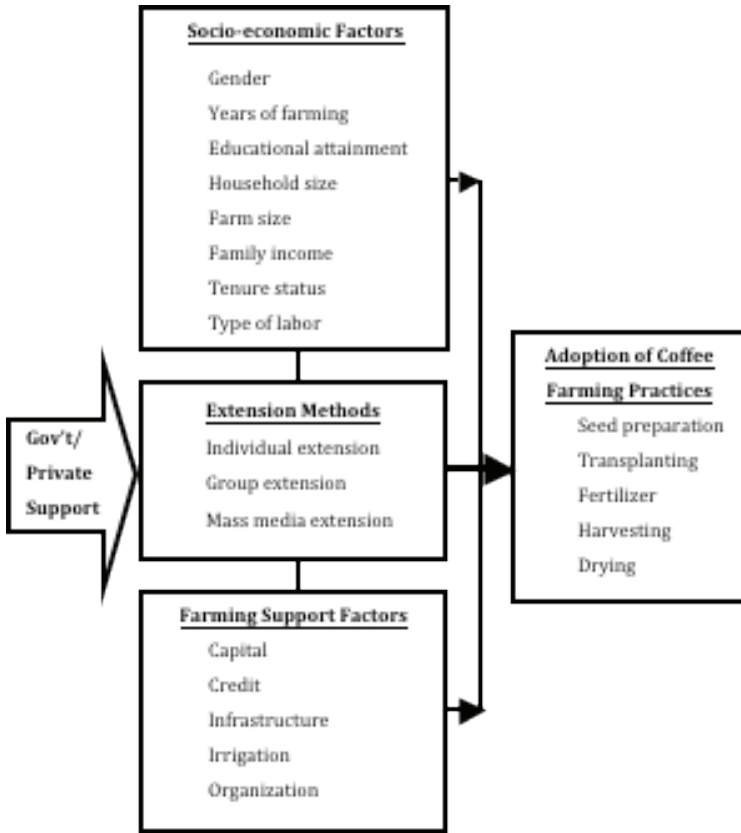 Socio-economic Factors
Gender
Years of farming
Educational attainment
Household size
Farm size
Family income
Tenure status
Type of labor
Gov't/
Private
Support
Extension Methods
Individual extension
Group extension
Mass media extension
Farming Support Factors
Capital
Credit
Infrastructure
Irrigation
Organization
Adoption of Coffee
Farming Practices
Seed preparation
Transplanting
Fertilizer
Harvesting
Drying